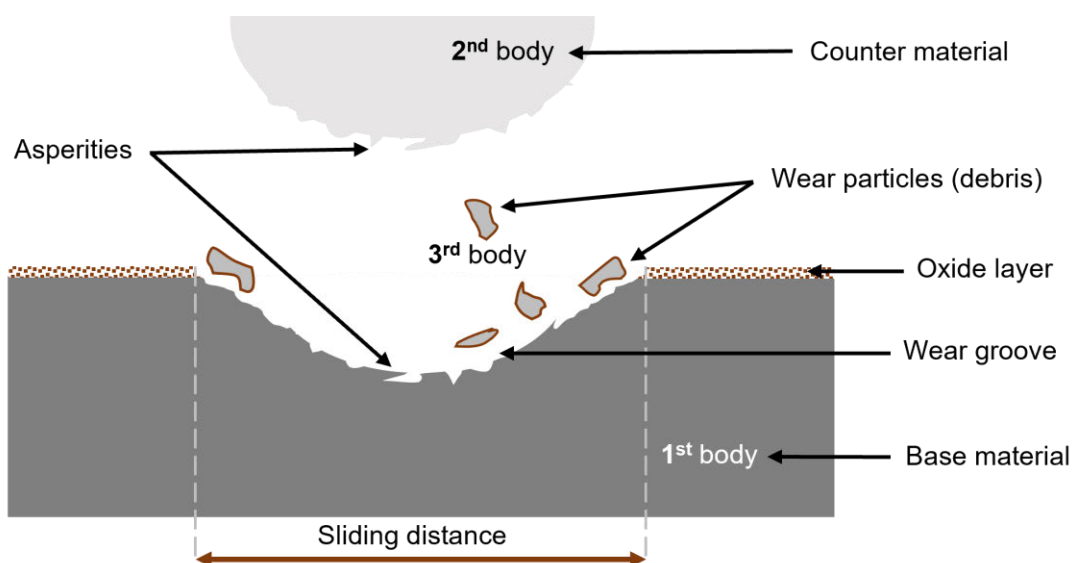 2nd body
Counter material
Asperities
Wear particles (debris)
3rd body
Oxide layer
Wear groove
1st body
Base material
Sliding distance